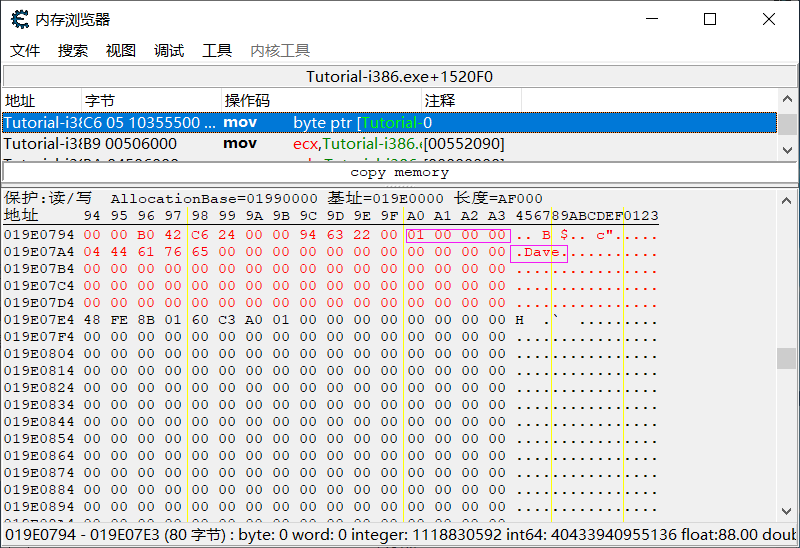 内存浏览器
文件 搜索 视图 调试 工具 内核工具
Tutorial-i386.exe+1520F0
地址 字节 操作码 注释
Tutorial-i38 C6 05 10355500 ... mov byte ptr [Tutorial- 0
Tutorial-i38 B9 00506000 mov ecx,Tutorial-i386.e [00552090]
copy memory
保护:读/写 AllocationBase=01990000 基址=019E0000 长度=AF000
地址 94 95 96 97 98 99 9A 9B 9C 9D 9E 9F A0 A1 A2 A3 456789ABCDEF0123
019E0794 00 00 B0 42 C6 24 00 00 94 63 22 00 01 00 00 00 .. B $.. c".....
019E07A4 04 44 61 76 65 00 00 00 00 00 00 00 00 00 00 00 .Dave...........
019E07B4 00 00 00 00 00 00 00 00 00 00 00 00 00 00 00 00 ................
019E07C4 00 00 00 00 00 00 00 00 00 00 00 00 00 00 00 00 ................
019E07D4 00 00 00 00 00 00 00 00 00 00 00 00 00 00 00 00 ................
019E07E4 48 FE 8B 01 60 C3 A0 01 00 00 00 00 00 00 00 00 H .` .........
019E07F4 00 00 00 00 00 00 00 00 00 00 00 00 00 00 00 00 ................
019E0804 00 00 00 00 00 00 00 00 00 00 00 00 00 00 00 00 ................
019E0814 00 00 00 00 00 00 00 00 00 00 00 00 00 00 00 00 ................
019E0824 00 00 00 00 00 00 00 00 00 00 00 00 00 00 00 00 ................
019E0834 00 00 00 00 00 00 00 00 00 00 00 00 00 00 00 00 ................
019E0844 00 00 00 00 00 00 00 00 00 00 00 00 00 00 00 00 ................
019E0854 00 00 00 00 00 00 00 00 00 00 00 00 00 00 00 00 ................
019E0864 00 00 00 00 00 00 00 00 00 00 00 00 00 00 00 00 ................
019E0874 00 00 00 00 00 00 00 00 00 00 00 00 00 00 00 00 ................
019E0884 00 00 00 00 00 00 00 00 00 00 00 00 00 00 00 00 ................
019E0894 00 00 00 00 00 00 00 00 00 00 00 00 00 00 00 00 ................
019E0794 - 019E07E3 (80 字节) : byte: 0 word: 0 integer: 1118830592 int64: 40433940955136 float:88.00 doub